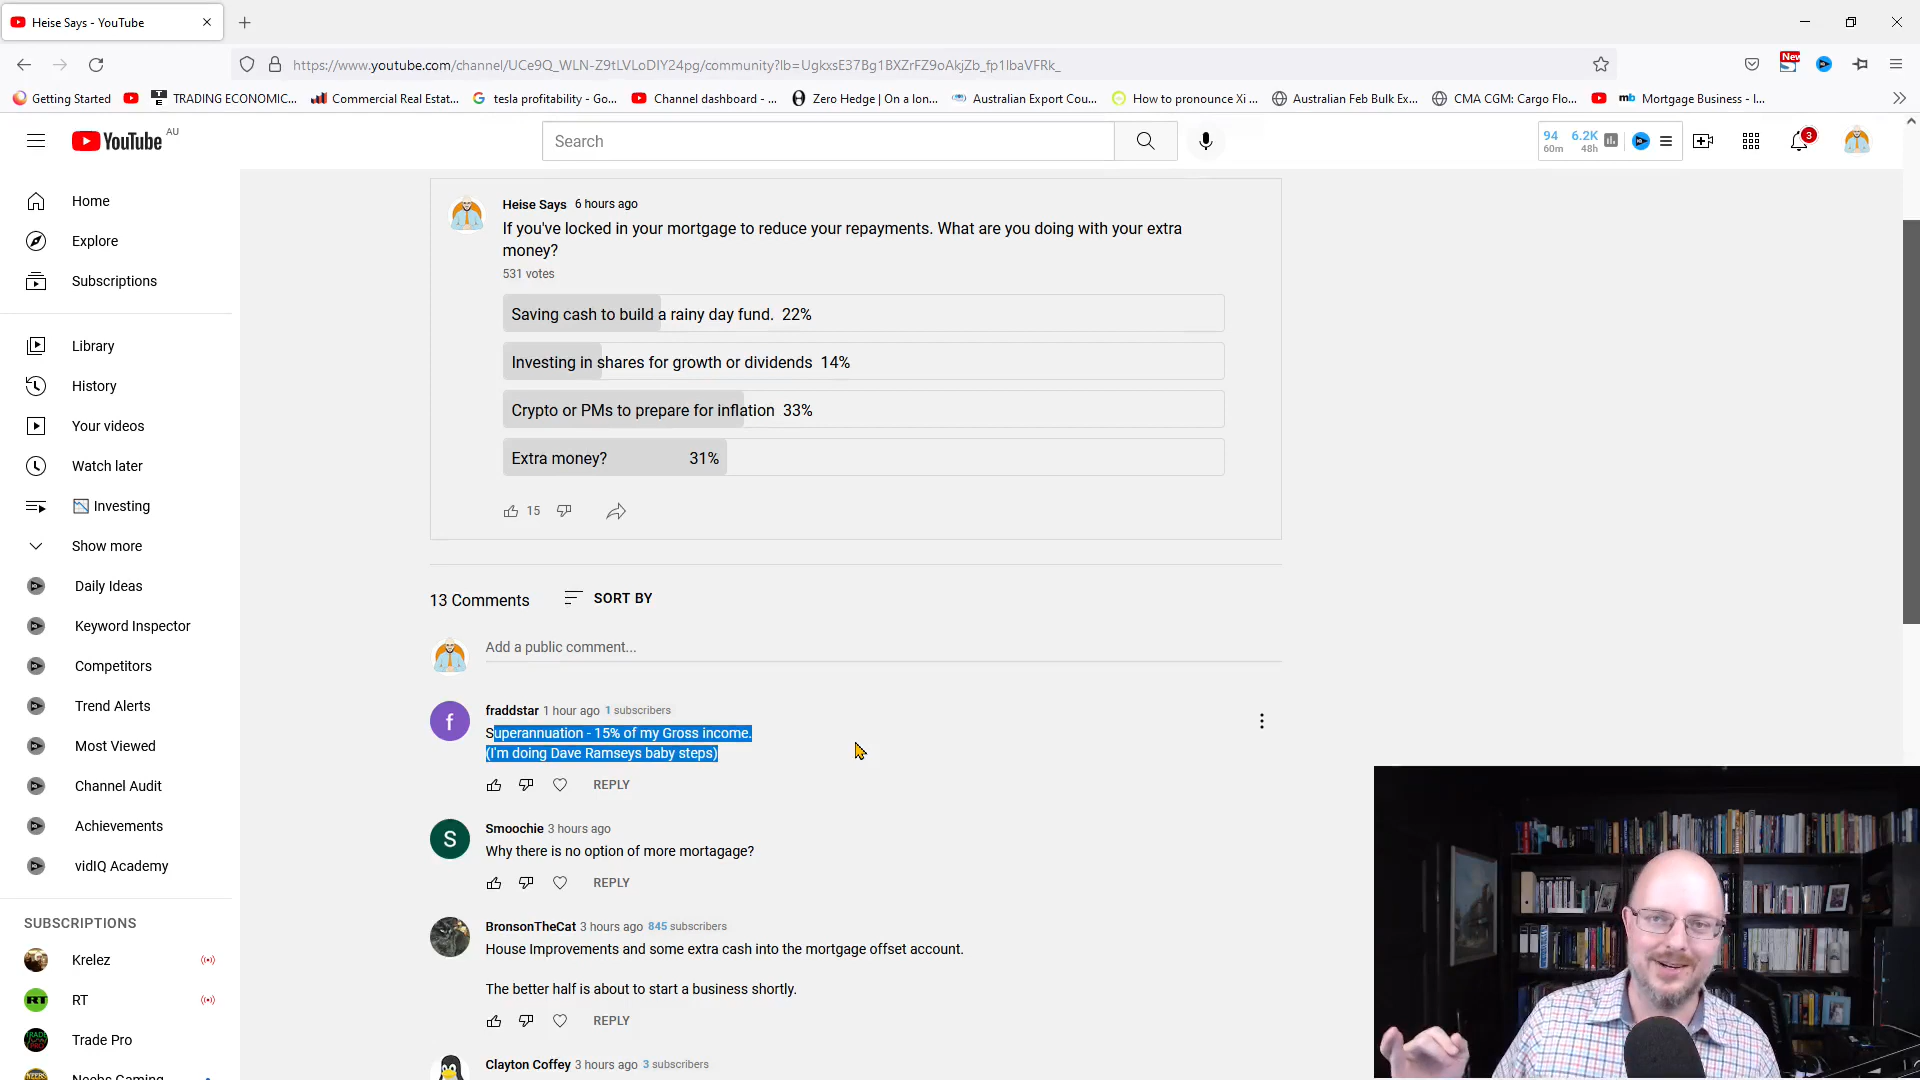 Heise Says - YouTube
https://www.youtube.com/channel/UCe9Q_WLN-Z9tLVLoDIY24pg/community?lb=UgkxsE37Bg1BXZrFZ9oAkjZb_fp1IbaVFRk_
New
Getting Started
TRADING ECONOMIC...
Commercial Real Estat...
tesla profitability - Go...
Channel dashboard - ...
Zero Hedge | On a lon...
Australian Export Cou...
How to pronounce Xi ...
Australian Feb Bulk Ex...
CMA CGM: Cargo Flo...
mb Mortgage Business - I...
YouTube AU
Search
94 60m
6.2K 48h
3
Home
Explore
Subscriptions
Library
History
Your videos
Watch later
Investing
Show more
Daily Ideas
Keyword Inspector
Competitors
Trend Alerts
Most Viewed
Channel Audit
Achievements
vidIQ Academy
SUBSCRIPTIONS
Krelez
RT
Trade Pro
Heise Says 6 hours ago
If you've locked in your mortgage to reduce your repayments. What are you doing with your extra
money?
531 votes
Saving cash to build a rainy day fund. 22%
Investing in shares for growth or dividends 14%
Crypto or PMs to prepare for inflation 33%
Extra money? 31%
15
13 Comments
SORT BY
Add a public comment...
f
fraddstar 1 hour ago 1 subscribers
Superannuation - 15% of my Gross income.
(I'm doing Dave Ramseys baby steps)
REPLY
S
Smoochie 3 hours ago
Why there is no option of more mortagage?
REPLY
BronsonTheCat 3 hours ago 845 subscribers
House Improvements and some extra cash into the mortgage offset account.
The better half is about to start a business shortly.
REPLY
Clayton Coffey 3 hours ago 3 subscribers